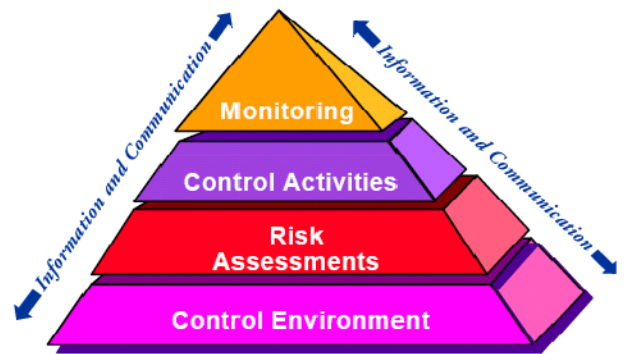 Information and Communication
Information and Communication
Monitoring
Control Activities
Risk
Assessments
Control Environment